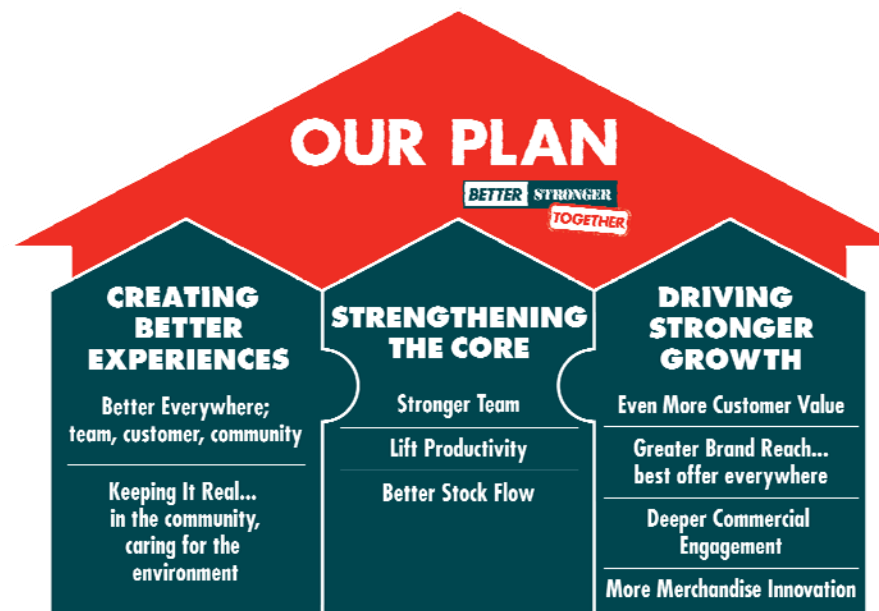 OUR PLAN
BETTER STRONGER
TOGETHER
CREATING
BETTER
EXPERIENCES
Better Everywhere;
team, customer, community
Keeping It Real...
in the community,
caring for the
environment
STRENGTHENING
THE CORE
Stronger Team
Lift Productivity
Better Stock Flow
DRIVING
STRONGER
GROWTH
Even More Customer Value
Greater Brand Reach...
best offer everywhere
Deeper Commercial
Engagement
More Merchandise Innovation